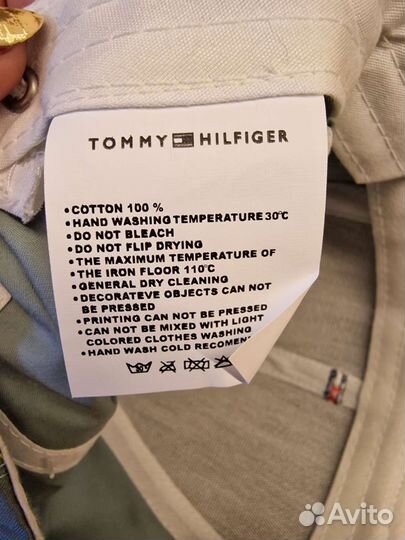 TOMMY HILFIGER
•COTTON 100 %
•HAND WASHING TEMPERATURE 30℃
•DO NOT BLEACH
•DO NOT FLIP DRYING
•THE MAXIMUM TEMPERATURE OF
•THE IRON FLOOR 110℃
•GENERAL DRY CLEANING
•DECORATEVE OBJECTS CAN NOT
BE PRESSED
•PRINTING CAN NOT BE PRESSED
•CAN NOT BE MIXED WITH LIGHT
COLORED CLOTHES WASHING
•HAND WASH COLD
Avito